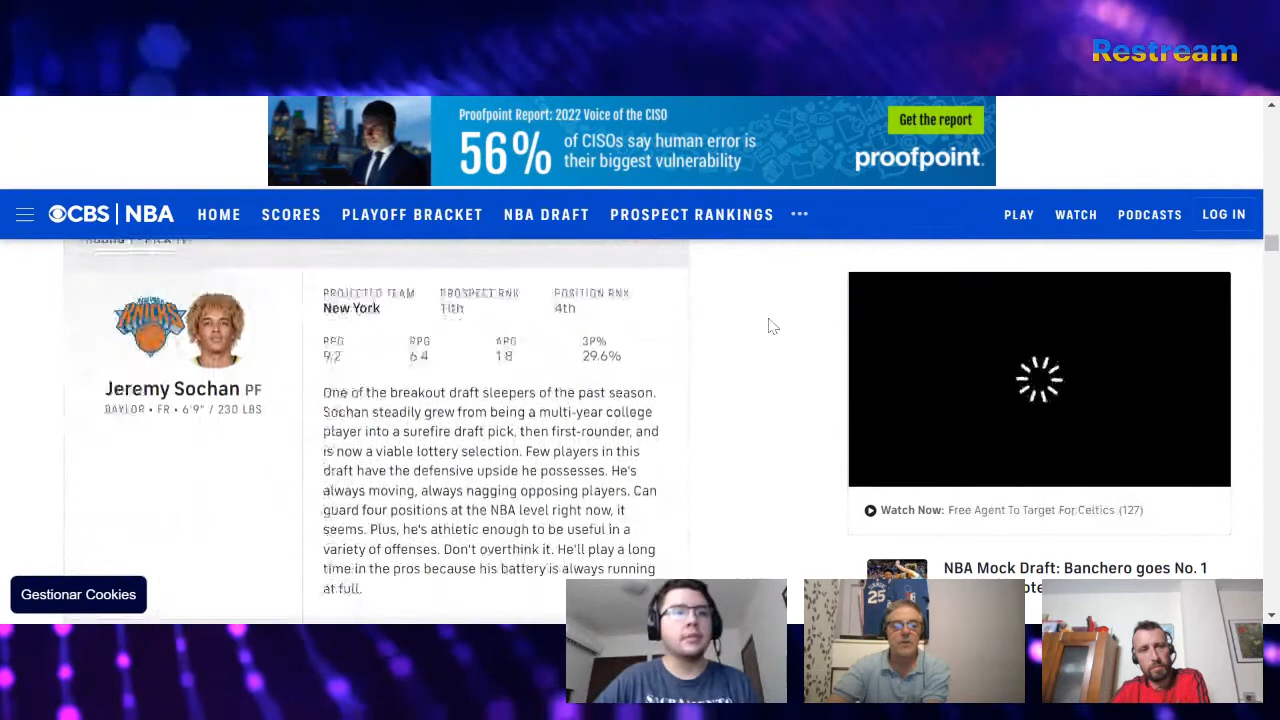 Restream
Proofpoint Report: 2022 Voice of the CISO
56% of CISOs say human error is
their biggest vulnerability
Get the report
proofpoint.
CBS | NBA HOME SCORES PLAYOFF BRACKET NBA DRAFT PROSPECT RANKINGS ••• PLAY WATCH PODCASTS LOG IN
KNICKS
PROJECTED TEAM PROSPECT RNK POSITION RNK
New York 11th 4th
RPG APG 3P%
9.2 6.4 1.8 29.6%
Jeremy Sochan PF
BAYLOR • FR • 6'9" / 230 LBS
One of the breakout draft sleepers of the past season.
Sochan steadily grew from being a multi-year college
player into a surefire draft pick, then first-rounder, and
is now a viable lottery selection. Few players in this
draft have the defensive upside he possesses. He's
always moving, always nagging opposing players. Can
guard four positions at the NBA level right now, it
seems. Plus, he's athletic enough to be useful in a
variety of offenses. Don't overthink it. He'll play a long
time in the pros because his battery is always running
at full.
Watch Now: Free Agent To Target For Celtics (127)
NBA Mock Draft: Banchero goes No. 1
Gestionar Cookies
25
SACRAMENTO